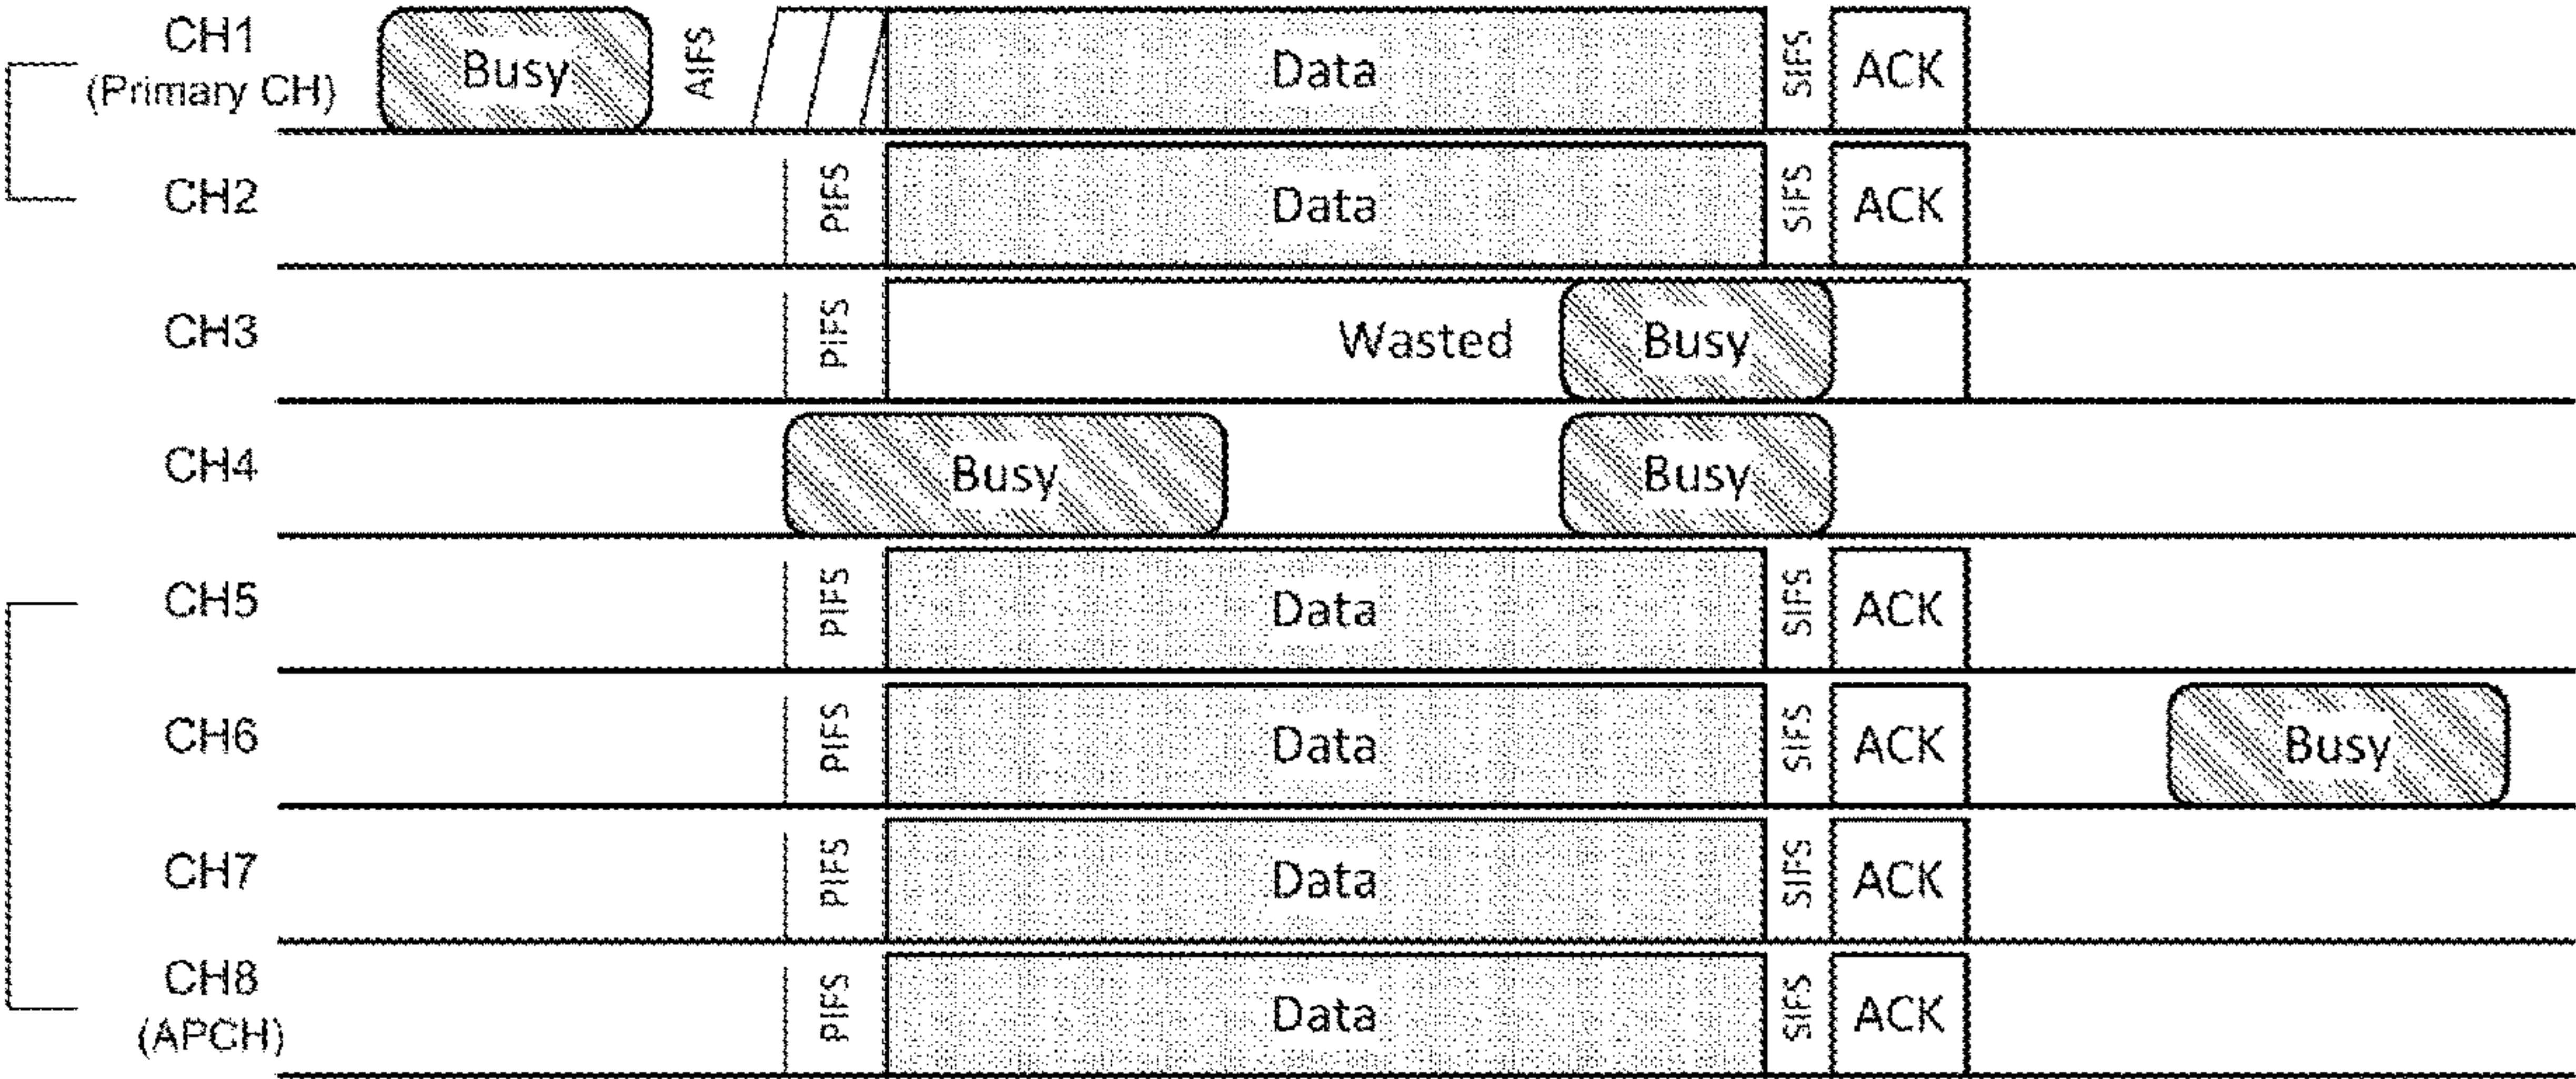 CH1
(Primary CH)
Busy
AIFS
Data
SIFS
ACK
CH2
PIFS
Data
SIFS
ACK
CH3
PIFS
Wasted
Busy
CH4
Busy
Busy
CH5
PIFS
Data
SIFS
ACK
CH6
PIFS
Data
SIFS
ACK
Busy
CH7
PIFS
Data
SIFS
ACK
CH8
(APCH)
PIFS
Data
SIFS
ACK